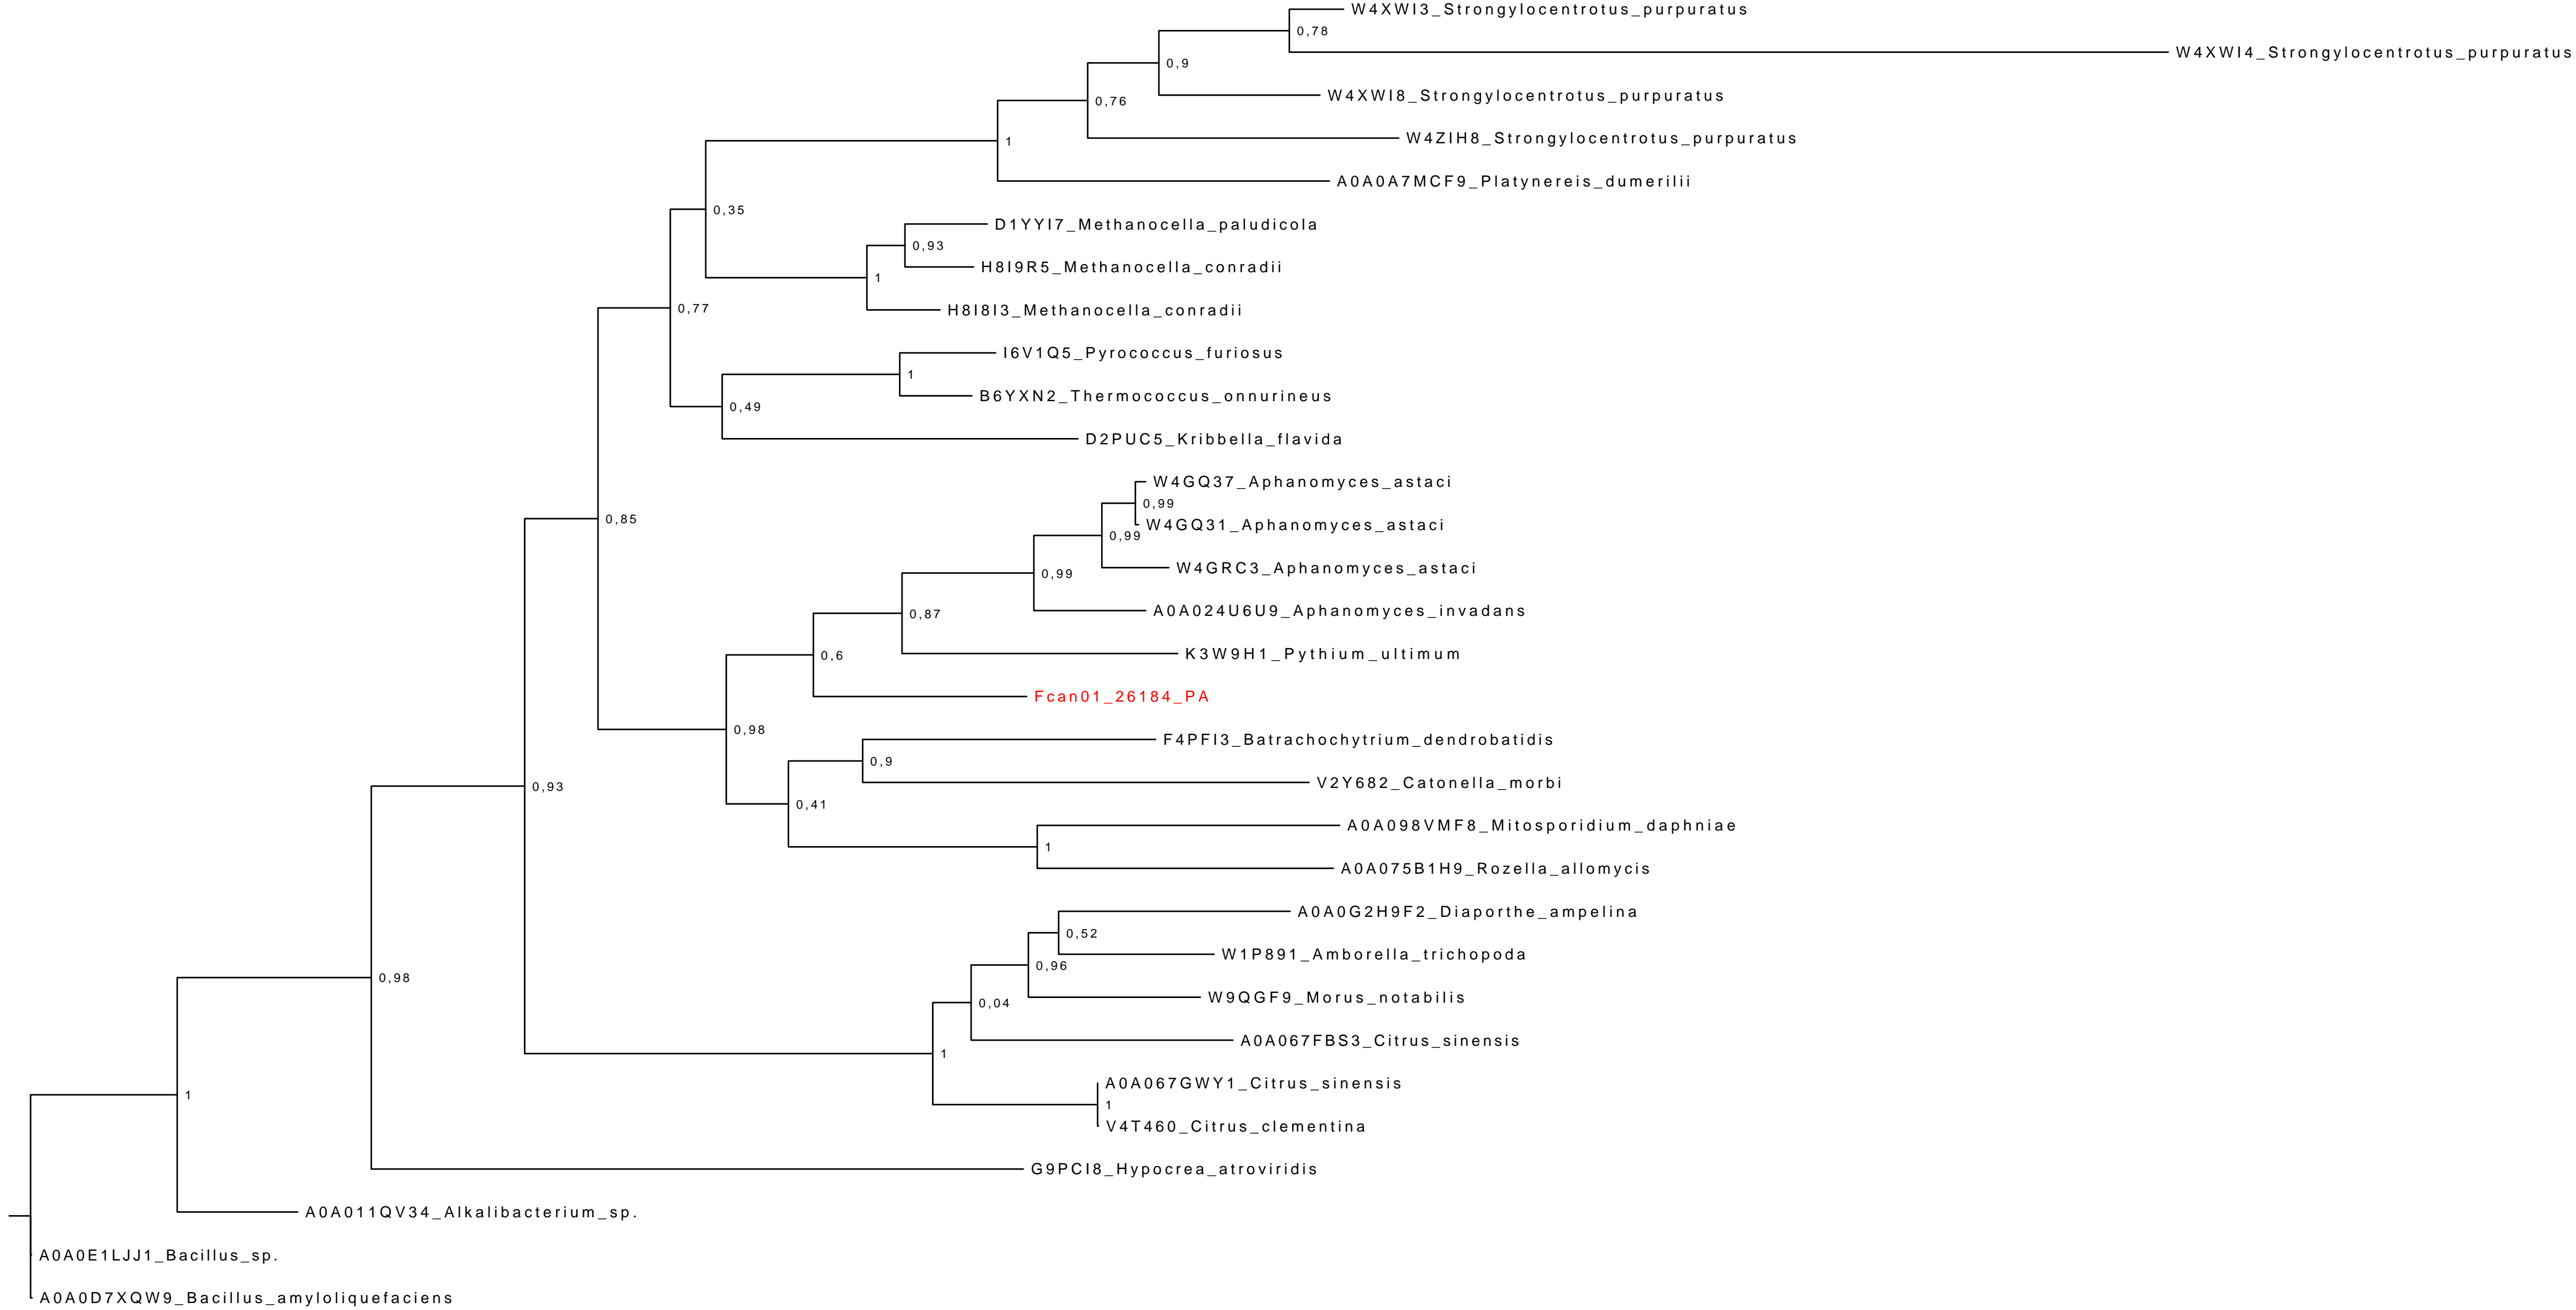 W4XWI3_Strongylocentrotus_purpuratus
0,78
W4XWI4_Strongylocentrotus_purpuratus
0,9
W4XWI8_Strongylocentrotus_purpuratus
0,76
W4ZIH8_Strongylocentrotus_purpuratus
1
A0A0A7MCF9_Platynereis_dumerilii
0,35
D1YYI7_Methanocella_paludicola
0,93
H8I9R5_Methanocella_conradii
1
H8I8I3_Methanocella_conradii
0,77
I6V1Q5_Pyrococcus_furiosus
1
B6YXN2_Thermococcus_onnurineus
0,49
D2PUC5_Kribbella_flavida
W4GQ37_Aphanomyces_astaci
0,99
0,85
W4GQ31_Aphanomyces_astaci
0,99
W4GRC3_Aphanomyces_astaci
0,99
A0A024U6U9_Aphanomyces_invadans
0,87
K3W9H1_Pythium_ultimum
0,6
Fcan01_26184_PA
0,98
F4PFI3_Batrachochytrium_dendrobatidis
0,9
V2Y682_Catonella_morbi
0,93
0,41
A0A098VMF8_Mitosporidium_daphniae
1
A0A075B1H9_Rozella_allomycis
A0A0G2H9F2_Diaporthe_ampelina
0,52
W1P891_Amborella_trichopoda
0,96
0,98
W9QGF9_Morus_notabilis
0,04
A0A067FBS3_Citrus_sinensis
1
A0A067GWY1_Citrus_sinensis
1
1
V4T460_Citrus_clementina
G9PCI8_Hypocrea_atroviridis
A0A011QV34_Alkalibacterium_sp.
A0A0E1LJJ1_Bacillus_sp.
A0A0D7XQW9_Bacillus_amyloliquefaciens